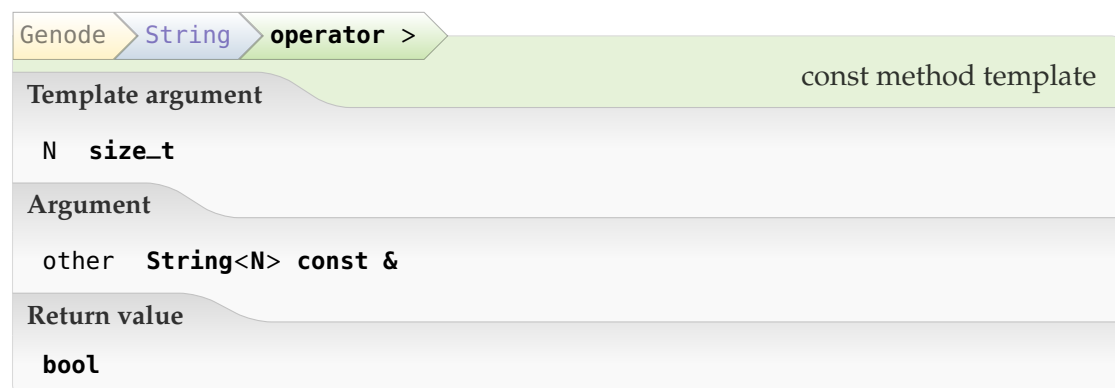 Genode String operator >
const method template
Template argument
N size_t
Argument
other String<N> const &
Return value
bool